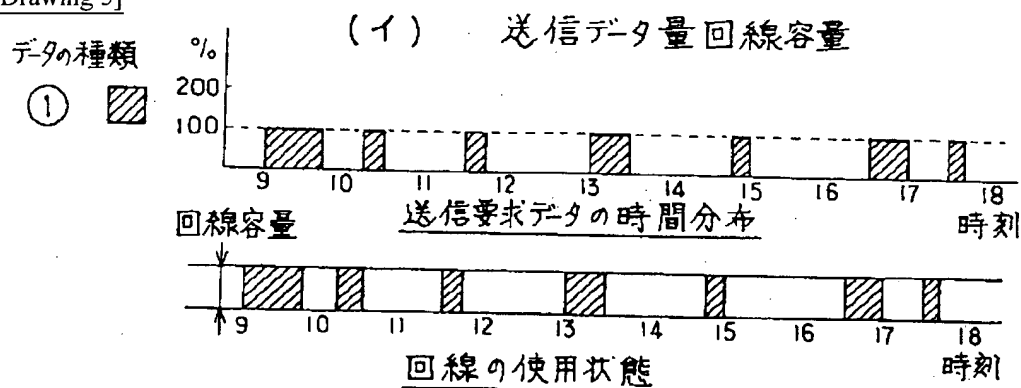 Drawing 3]
(イ) 送信データ量回線容量
データの種類
①
%
200
100
9 10 11 12 13 14 15 16 17 18
送信要求データの時間分布
時刻
回線容量
9 10 11 12 13 14 15 16 17 18
回線の使用状態
時刻